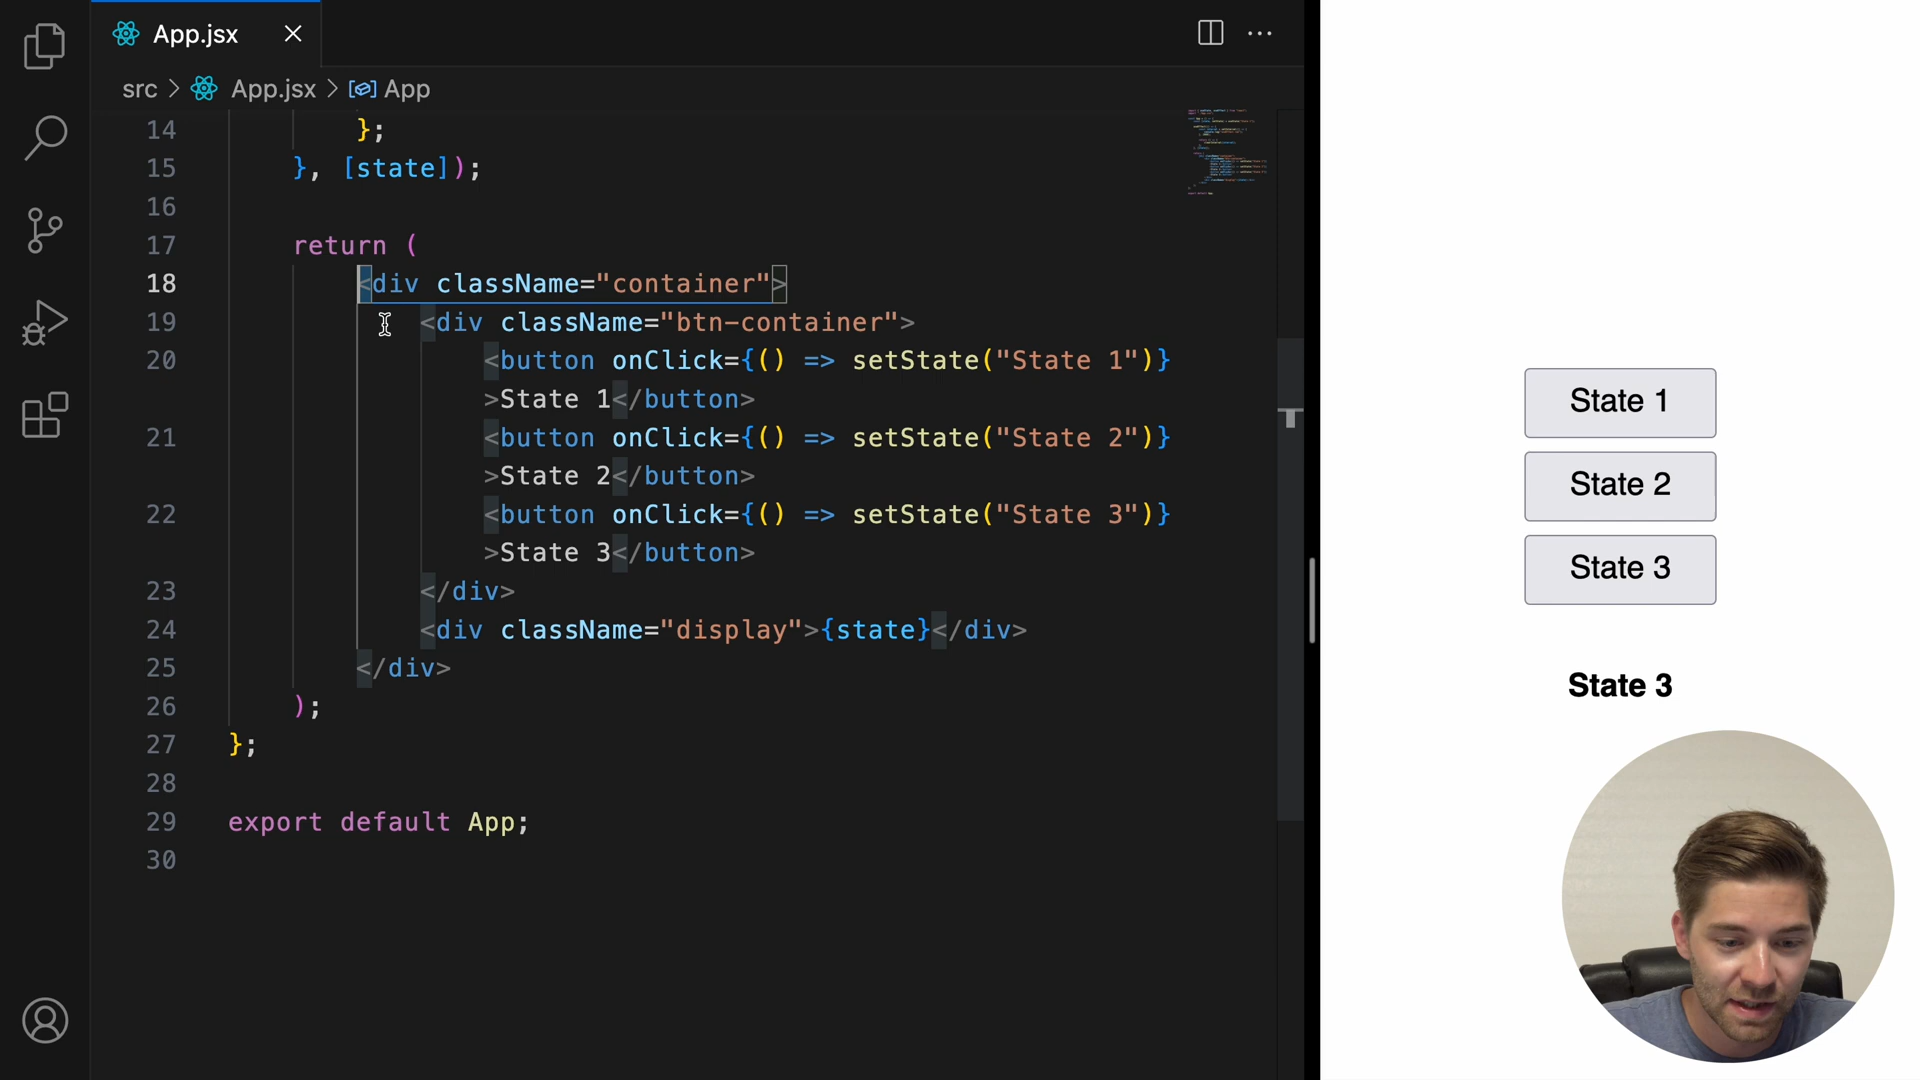 App.jsx
src > App.jsx > App
14 };
15 }, [state]);
16
17 return (
18 <div className="container">
19 <div className="btn-container">
20 <button onClick={() => setState("State 1")}
>State 1</button>
21 <button onClick={() => setState("State 2")}
>State 2</button>
22 <button onClick={() => setState("State 3")}
>State 3</button>
23 </div>
24 <div className="display">{state}</div>
25 </div>
26 );
27 };
28
29 export default App;
30
State 1
State 2
State 3
State 3